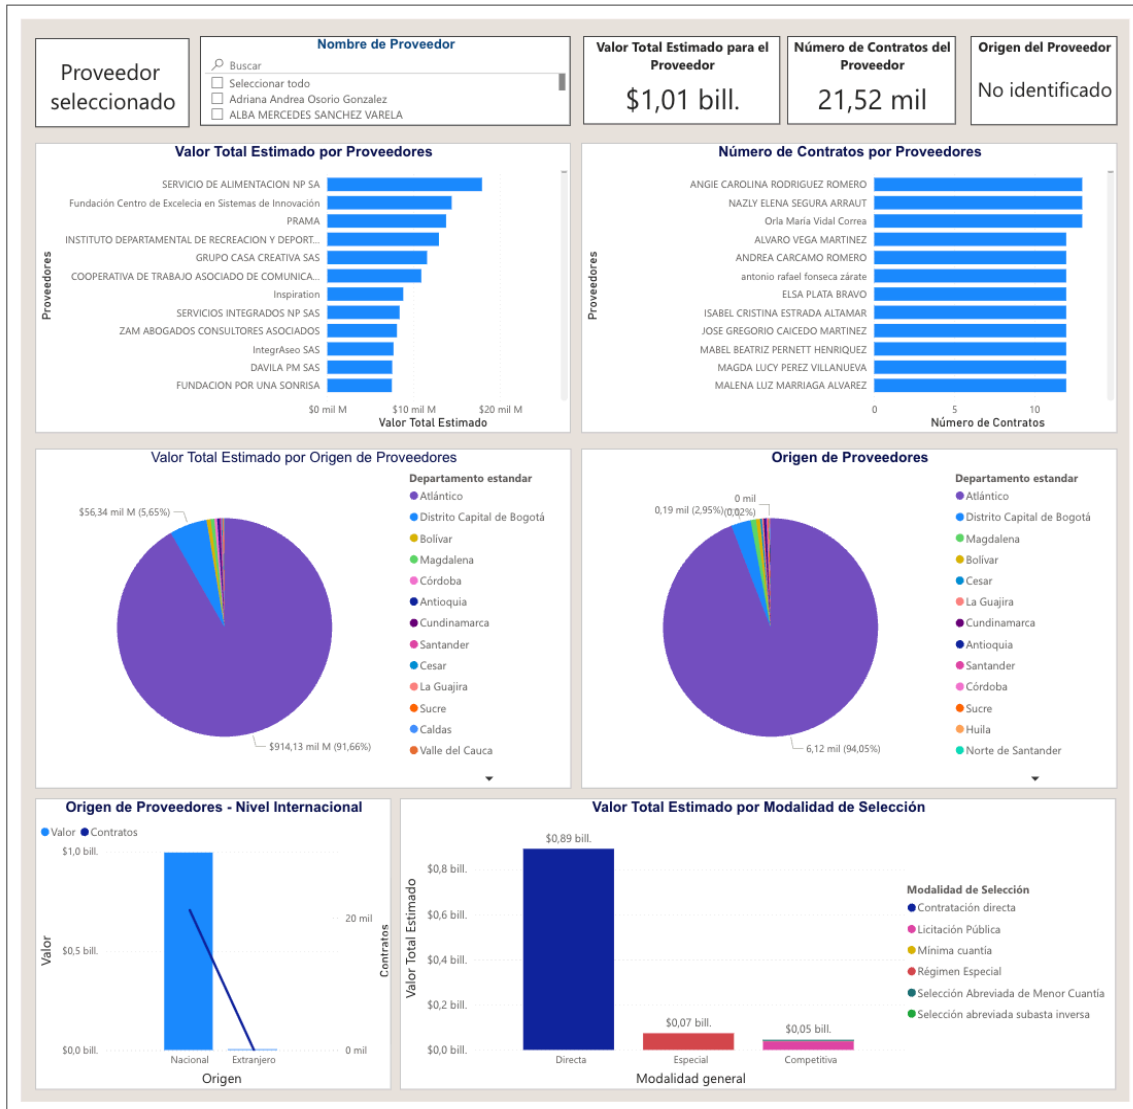 Proveedor
seleccionado
Nombre de Proveedor
Buscar
Seleccionar todo
Adriana Andrea Osorio Gonzalez
ALBA MERCEDES SANCHEZ VARELA
Valor Total Estimado para el
Proveedor
$1,01 bill.
Número de Contratos del
Proveedor
21,52 mil
Origen del Proveedor
No identificado
Valor Total Estimado por Proveedores
Proveedores
SERVICIO DE ALIMENTACION NP SA
Fundación Centro de Excelecia en Sistemas de Innovación
PRAMA
INSTITUTO DEPARTAMENTAL DE RECREACION Y DEPORT...
GRUPO CASA CREATIVA SAS
COOPERATIVA DE TRABAJO ASOCIADO DE COMUNICA...
Inspiration
SERVICIOS INTEGRADOS NP SAS
ZAM ABOGADOS CONSULTORES ASOCIADOS
IntegrAseo SAS
DAVILA PM SAS
FUNDACION POR UNA SONRISA
$0 mil M $10 mil M $20 mil M
Valor Total Estimado
Número de Contratos por Proveedores
Proveedores
ANGIE CAROLINA RODRIGUEZ ROMERO
NAZLY ELENA SEGURA ARRAUT
Orla María Vidal Correa
ALVARO VEGA MARTINEZ
ANDREA CARCAMO ROMERO
antonio rafael fonseca zárate
ELSA PLATA BRAVO
ISABEL CRISTINA ESTRADA ALTAMAR
JOSE GREGORIO CAICEDO MARTINEZ
MABEL BEATRIZ PERNETT HENRIQUEZ
MAGDA LUCY PEREZ VILLANUEVA
MALENA LUZ MARRIAGA ALVAREZ
0 5 10
Número de Contratos
Valor Total Estimado por Origen de Proveedores
$56,34 mil M (5,65%)
$914,13 mil M (91,66%)
Departamento estandar
Atlántico
Distrito Capital de Bogotá
Bolívar
Magdalena
Córdoba
Antioquia
Cundinamarca
Santander
Cesar
La Guajira
Sucre
Caldas
Valle del Cauca
Origen de Proveedores
0 mil
(0,02%)
0,19 mil (2,95%)
6,12 mil (94,05%)
Departamento estandar
Atlántico
Distrito Capital de Bogotá
Magdalena
Bolívar
Cesar
La Guajira
Cundinamarca
Antioquia
Santander
Córdoba
Sucre
Huila
Norte de Santander
Origen de Proveedores - Nivel Internacional
Valor Contratos
Valor
$1,0 bill.
$0,5 bill.
$0,0 bill.
20 mil
0 mil
Contratos
Nacional Extranjero
Origen
Valor Total Estimado por Modalidad de Selección
Valor Total Estimado
$0,8 bill.
$0,6 bill.
$0,4 bill.
$0,2 bill.
$0,0 bill.
$0,89 bill.
$0,07 bill.
$0,05 bill.
Directa Especial Competitiva
Modalidad general
Modalidad de Selección
Contratación directa
Licitación Pública
Mínima cuantía
Régimen Especial
Selección Abreviada de Menor Cuantía
Selección abreviada subasta inversa